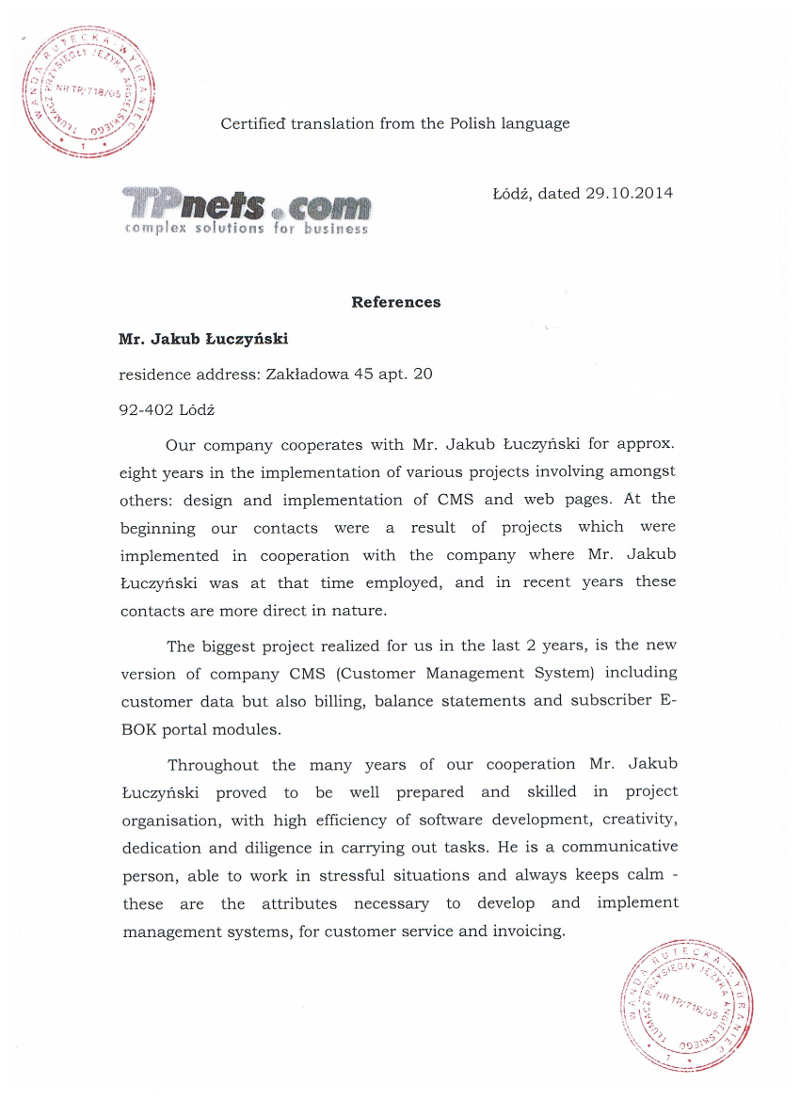 WANDA RUTECKA-WYBRANIEC
TŁUMACZ PRZYSIĘGŁY JĘZYKA ANGIELSKIEGO
NR TP/718/05
* 1 *
Certified translation from the Polish language
TPnets.com
complex solutions for business
Łódź, dated 29.10.2014
References
Mr. Jakub Łuczyński
residence address: Zakładowa 45 apt. 20
92-402 Lódź
Our company cooperates with Mr. Jakub Łuczyński for approx.
eight years in the implementation of various projects involving amongst
others: design and implementation of CMS and web pages. At the
beginning our contacts were a result of projects which were
implemented in cooperation with the company where Mr. Jakub
Łuczyński was at that time employed, and in recent years these
contacts are more direct in nature.
The biggest project realized for us in the last 2 years, is the new
version of company CMS (Customer Management System) including
customer data but also billing, balance statements and subscriber E-
BOK portal modules.
Throughout the many years of our cooperation Mr. Jakub
Łuczyński proved to be well prepared and skilled in project
organisation, with high efficiency of software development, creativity,
dedication and diligence in carrying out tasks. He is a communicative
person, able to work in stressful situations and always keeps calm -
these are the attributes necessary to develop and implement
management systems, for customer service and invoicing.
WANDA RUTECKA-WYBRANIEC
TŁUMACZ PRZYSIĘGŁY JĘZYKA ANGIELSKIEGO
NR TP/718/05
* 1 *